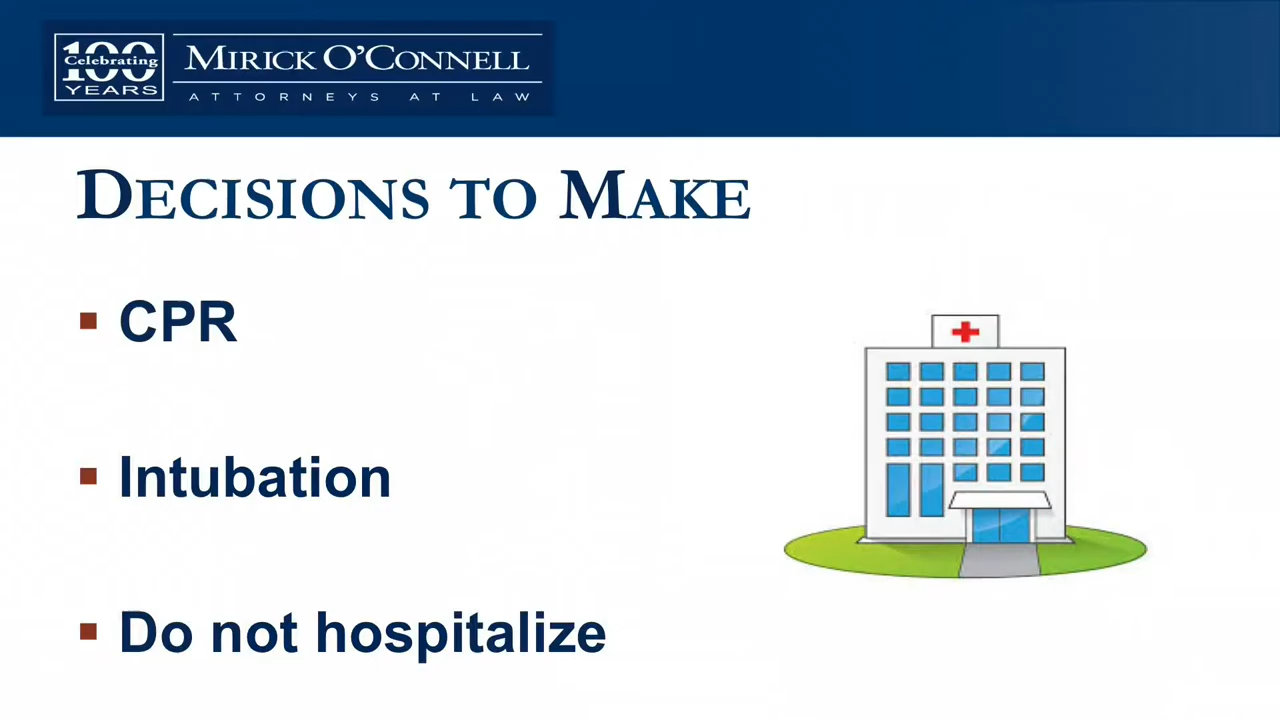 100
Celebrating
YEARS
MIRICK O'CONNELL
ATTORNEYS AT LAW
DECISIONS TO MAKE
▪ CPR
▪ Intubation
▪ Do not hospitalize